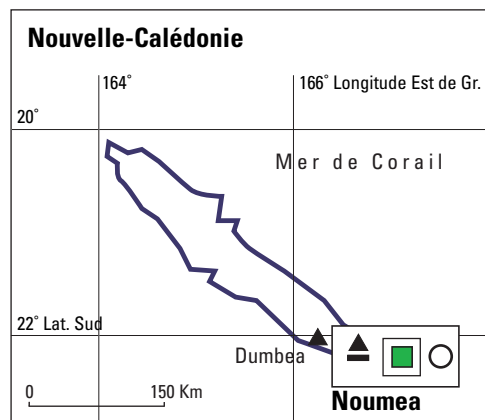 Nouvelle-Calédonie
164°
166° Longitude Est de Gr.
20°
Mer de Corail
22° Lat. Sud
Dumbea
0 150 Km
Noumea